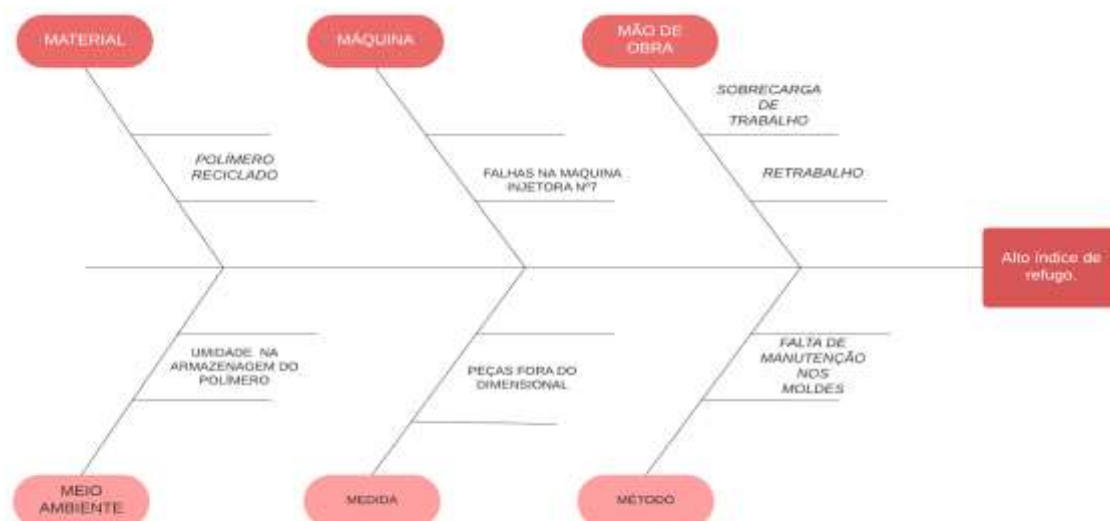 MATERIAL
MÁQUINA
MÃO DE
OBRA
SOBRECARGA
DE
TRABALHO
POLÍMERO
RECICLADO
FALHAS NA MÁQUINA
INJETORA Nº7
RETRABALHO
Alto índice de
refugo.
UMIDADE NA
ARMAZENAGEM DO
POLÍMERO
PEÇAS FORA DO
DIMENSIONAL
FALTA DE
MANUTENÇÃO
NOS
MOLDES
MEIO
AMBIENTE
MEDIDA
MÉTODO